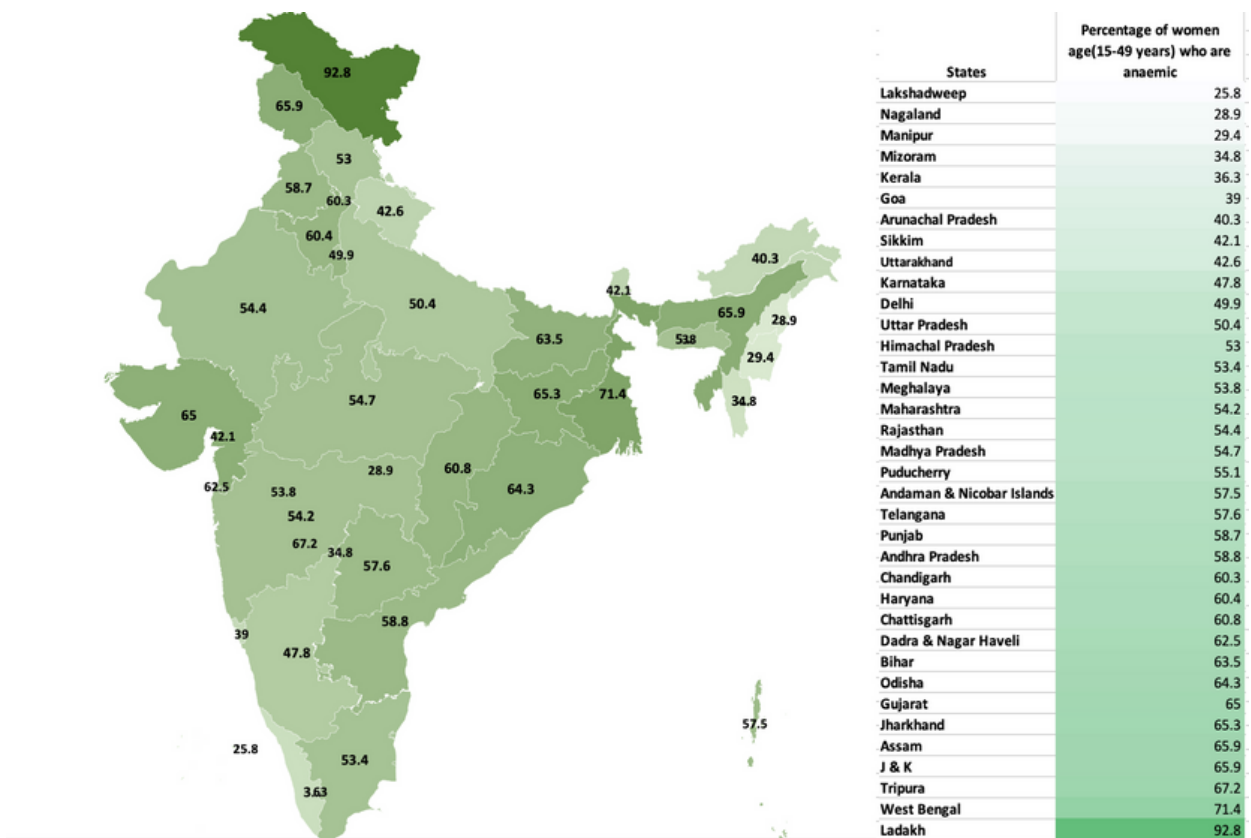 92.8
65.9
53
58.7
60.3
42.6
60.4
49.9
54.4
50.4
40.3
42.1
65.9
28.9
63.5
53.8
29.4
54.7
65.3
71.4
34.8
65
42.1
28.9
60.8
62.5
53.8
64.3
54.2
67.2
34.8
57.6
58.8
39
47.8
57.5
25.8
53.4
3.63
States
Percentage of women
age(15-49 years) who are
anaemic
Lakshadweep 25.8
Nagaland 28.9
Manipur 29.4
Mizoram 34.8
Kerala 36.3
Goa 39
Arunachal Pradesh 40.3
Sikkim 42.1
Uttarakhand 42.6
Karnataka 47.8
Delhi 49.9
Uttar Pradesh 50.4
Himachal Pradesh 53
Tamil Nadu 53.4
Meghalaya 53.8
Maharashtra 54.2
Rajasthan 54.4
Madhya Pradesh 54.7
Puducherry 55.1
Andaman & Nicobar Islands 57.5
Telangana 57.6
Punjab 58.7
Andhra Pradesh 58.8
Chandigarh 60.3
Haryana 60.4
Chattisgarh 60.8
Dadra & Nagar Haveli 62.5
Bihar 63.5
Odisha 64.3
Gujarat 65
Jharkhand 65.3
Assam 65.9
J & K 65.9
Tripura 67.2
West Bengal 71.4
Ladakh 92.8